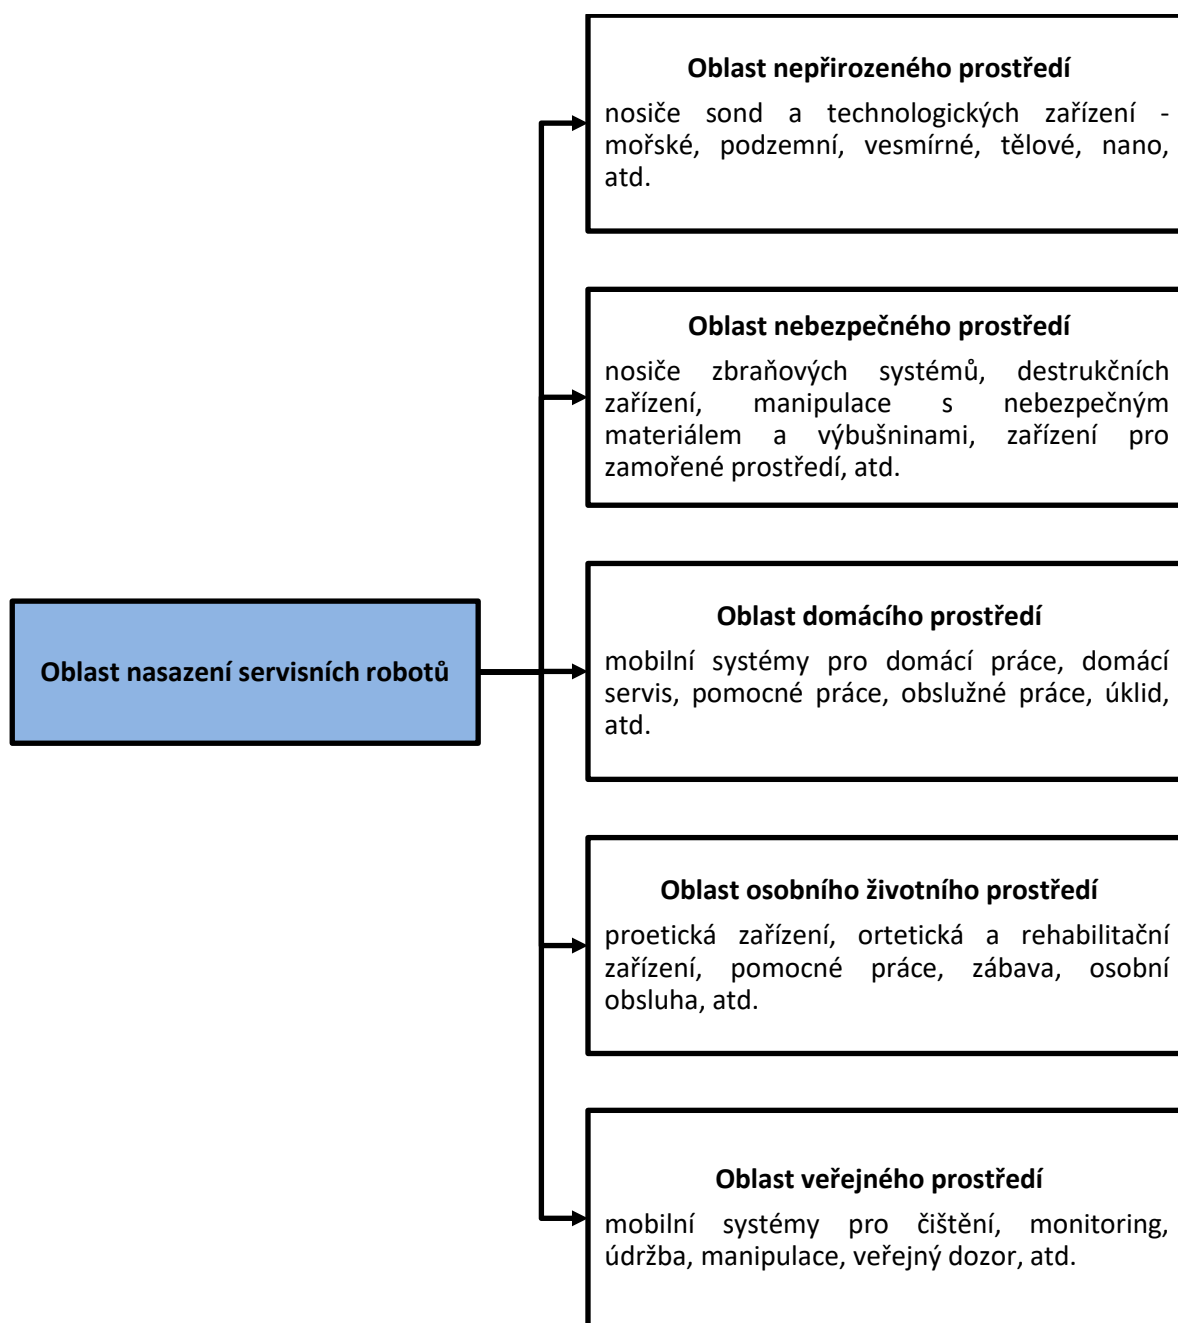 Oblast nepřirozeného prostředí
nosiče sond a technologických zařízení -
mořské, podzemní, vesmírné, tělové, nano,
atd.
Oblast nebezpečného prostředí
nosiče zbraňových systémů, destrukčních
zařízení, manipulace s nebezpečným
materiálem a výbušninami, zařízení pro
zamořené prostředí, atd.
Oblast nasazení servisních robotů
Oblast domácího prostředí
mobilní systémy pro domácí práce, domácí
servis, pomocné práce, obslužné práce, úklid,
atd.
Oblast osobního životního prostředí
proetická zařízení, ortetická a rehabilitační
zařízení, pomocné práce, zábava, osobní
obsluha, atd.
Oblast veřejného prostředí
mobilní systémy pro čištění, monitoring,
údržba, manipulace, veřejný dozor, atd.